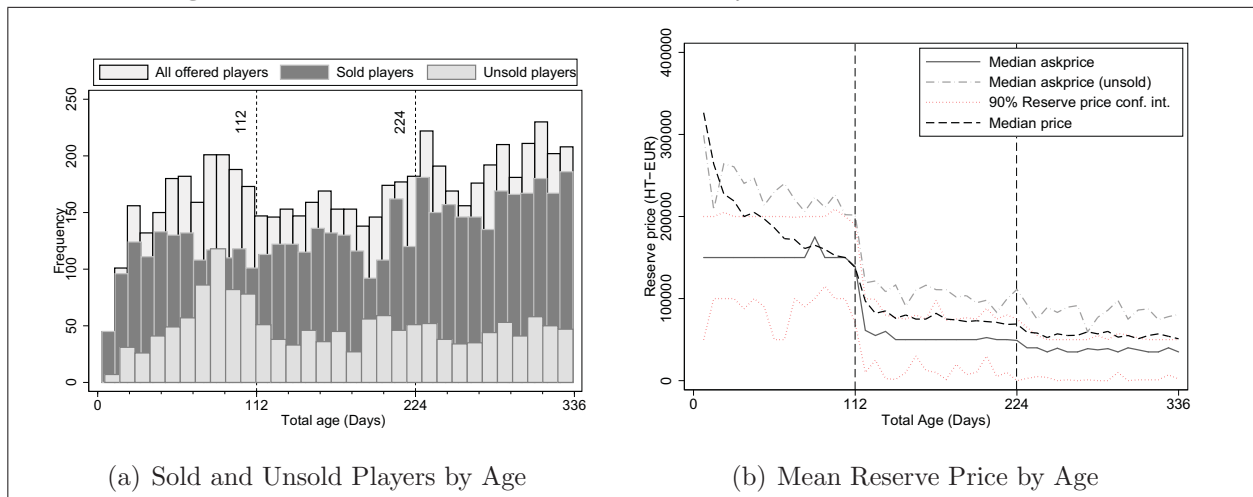 All offered players Sold players Unsold players
250
200
150
100
50
0
Frequency
112
224
0 112 224 336
Total age (Days)
(a) Sold and Unsold Players by Age
Median askprice
Median askprice (unsold)
90% Reserve price conf. int.
Median price
400000
300000
200000
100000
0
Reserve price (HT−EUR)
0 112 224 336
Total Age (Days)
(b) Mean Reserve Price by Age